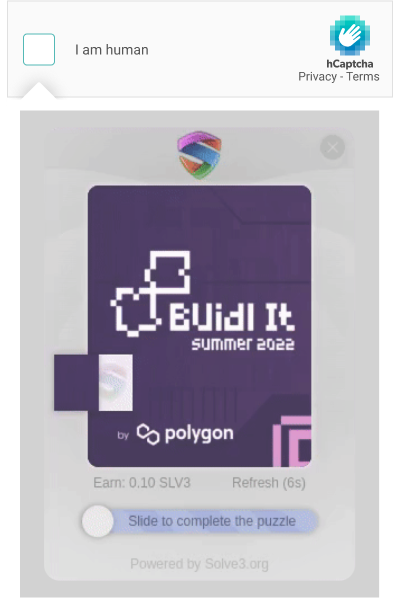 I am human
hCaptcha
Privacy - Terms
BUidl It
summer 2022
by polygon
Earn: 0.10 SLV3 Refresh (6s)
Slide to complete the puzzle
Powered by Solve3.org